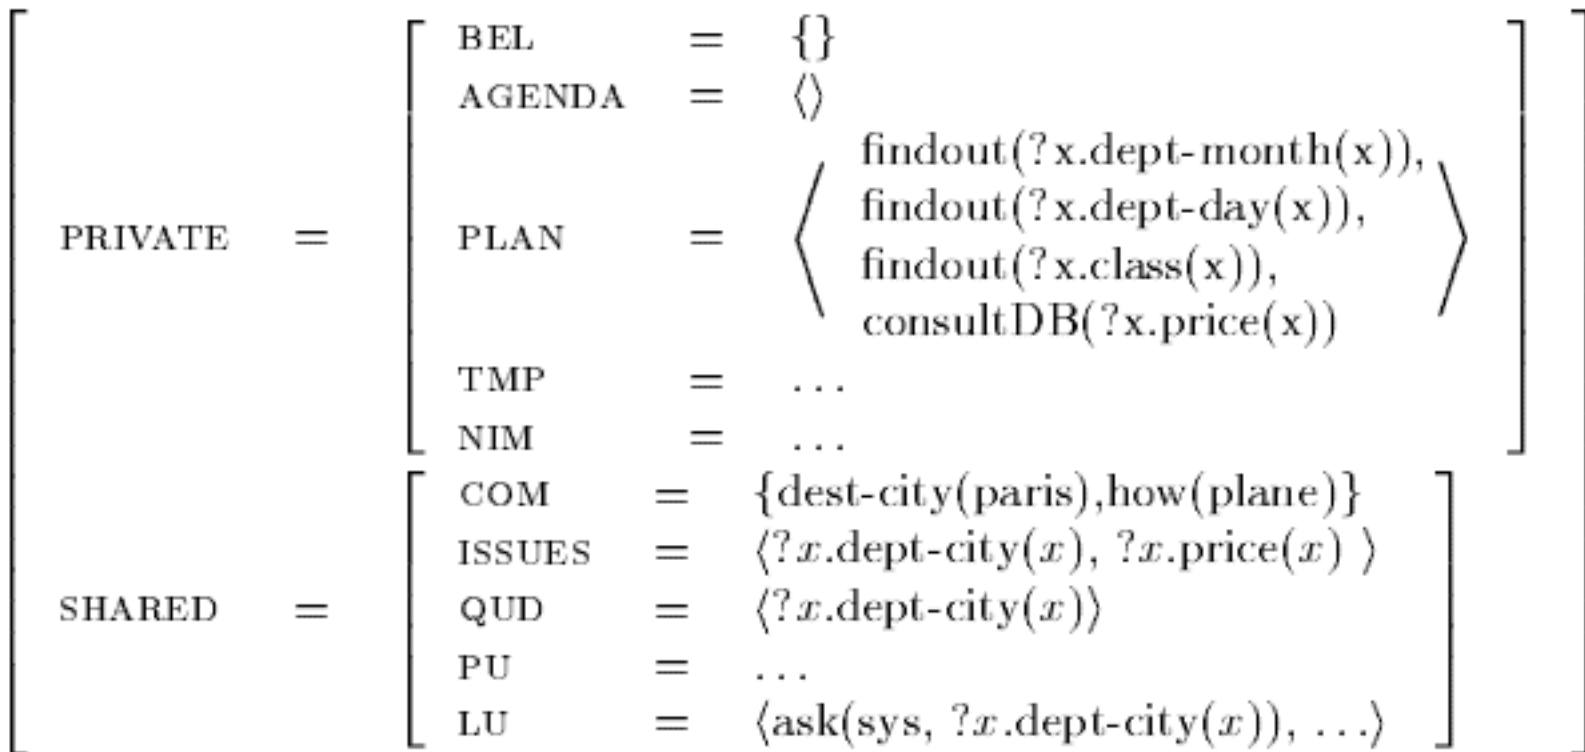 BEL = {}
AGENDA = ⟨⟩
findout(?x.dept-month(x)),
findout(?x.dept-day(x)),
PRIVATE = PLAN = ⟨ ⟩
findout(?x.class(x)),
consultDB(?x.price(x))
TMP = ...
NIM = ...
COM = {dest-city(paris),how(plane)}
ISSUES = ⟨?x.dept-city(x), ?x.price(x) ⟩
SHARED = QUD = ⟨?x.dept-city(x)⟩
PU = ...
LU = ⟨ask(sys, ?x.dept-city(x)), ...⟩